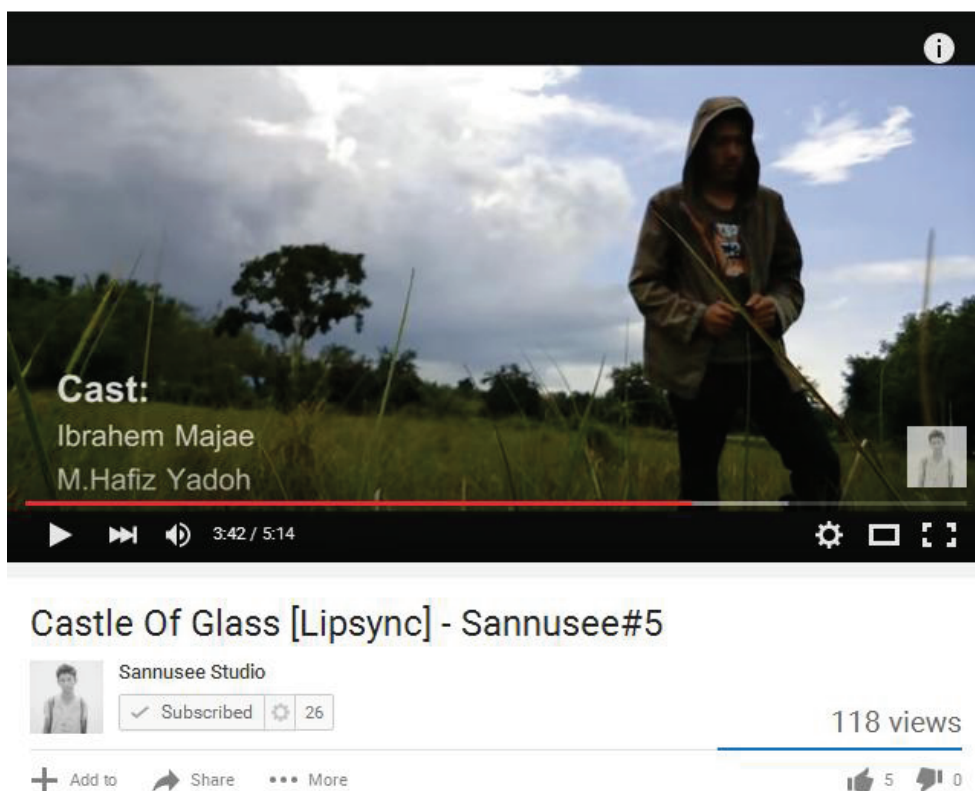 Cast:
Ibrahem Majae
M.Hafiz Yadoh
3:42 / 5:14
Castle Of Glass [Lipsync] - Sannusee#5
Sannusee Studio
Subscribed 26
118 views
Add to Share More 5 0